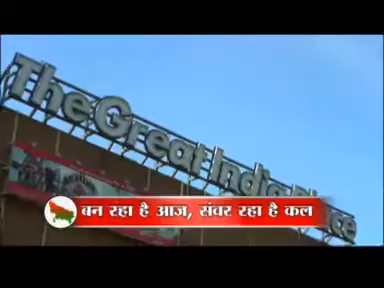 The Great India Place
बन रहा है आज, संवर रहा है कल